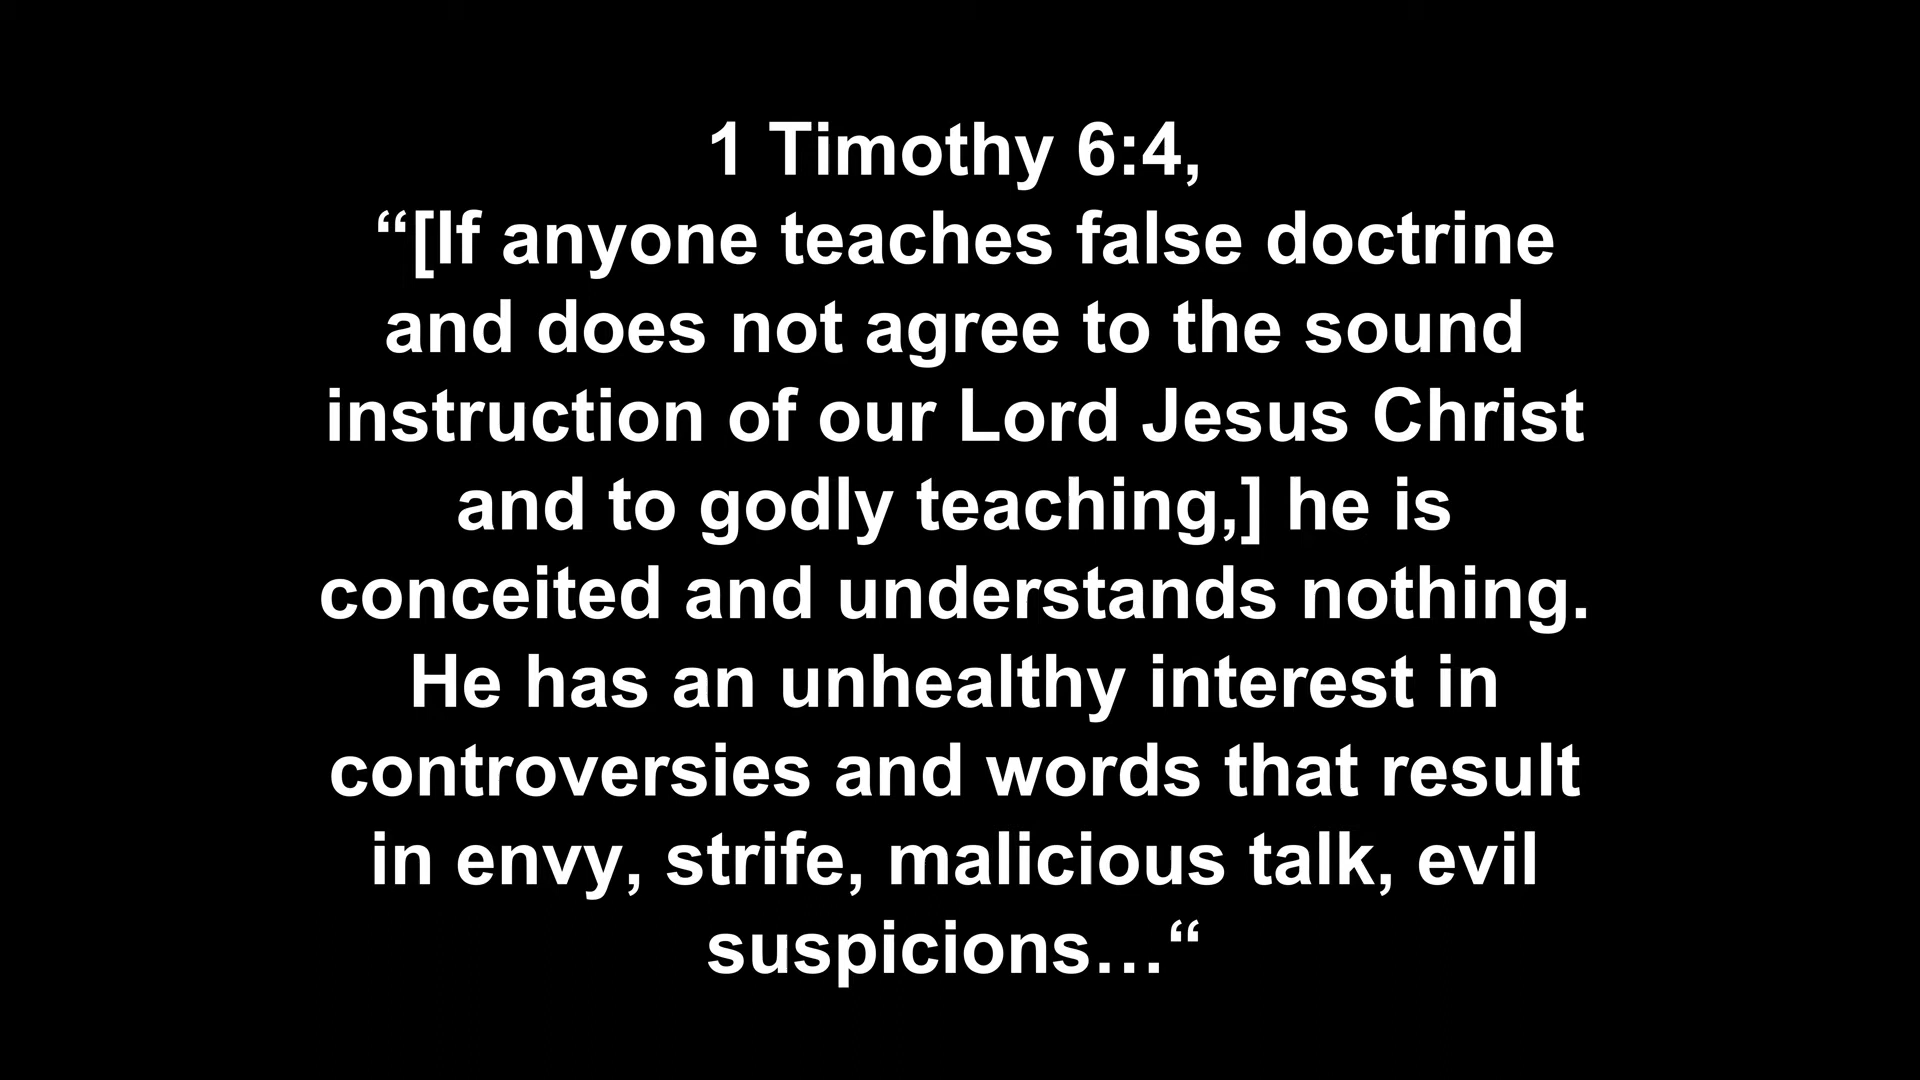 1 Timothy 6:4,
“[If anyone teaches false doctrine
and does not agree to the sound
instruction of our Lord Jesus Christ
and to godly teaching,] he is
conceited and understands nothing.
He has an unhealthy interest in
controversies and words that result
in envy, strife, malicious talk, evil
suspicions…“